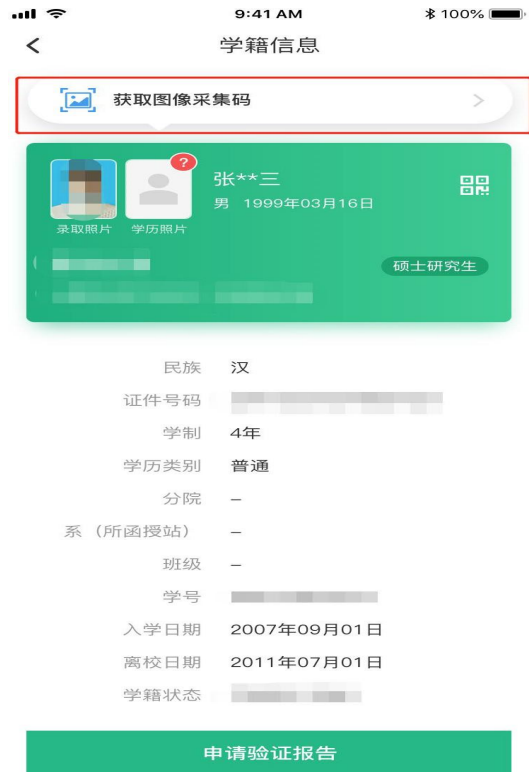 9:41 AM
100%
学籍信息
获取图像采集码
?
张**三
男 1999年03月16日
录取照片 学历照片
硕士研究生
民族 汉
证件号码
学制 4年
学历类别 普通
分院 –
系（所函授站） –
班级 –
学号
入学日期 2007年09月01日
离校日期 2011年07月01日
学籍状态
申请验证报告